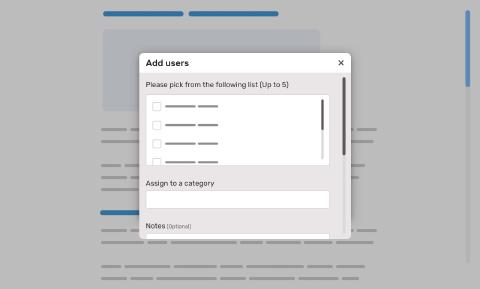 Add users
Please pick from the following list (Up to 5)
Assign to a category
Notes (Optional)